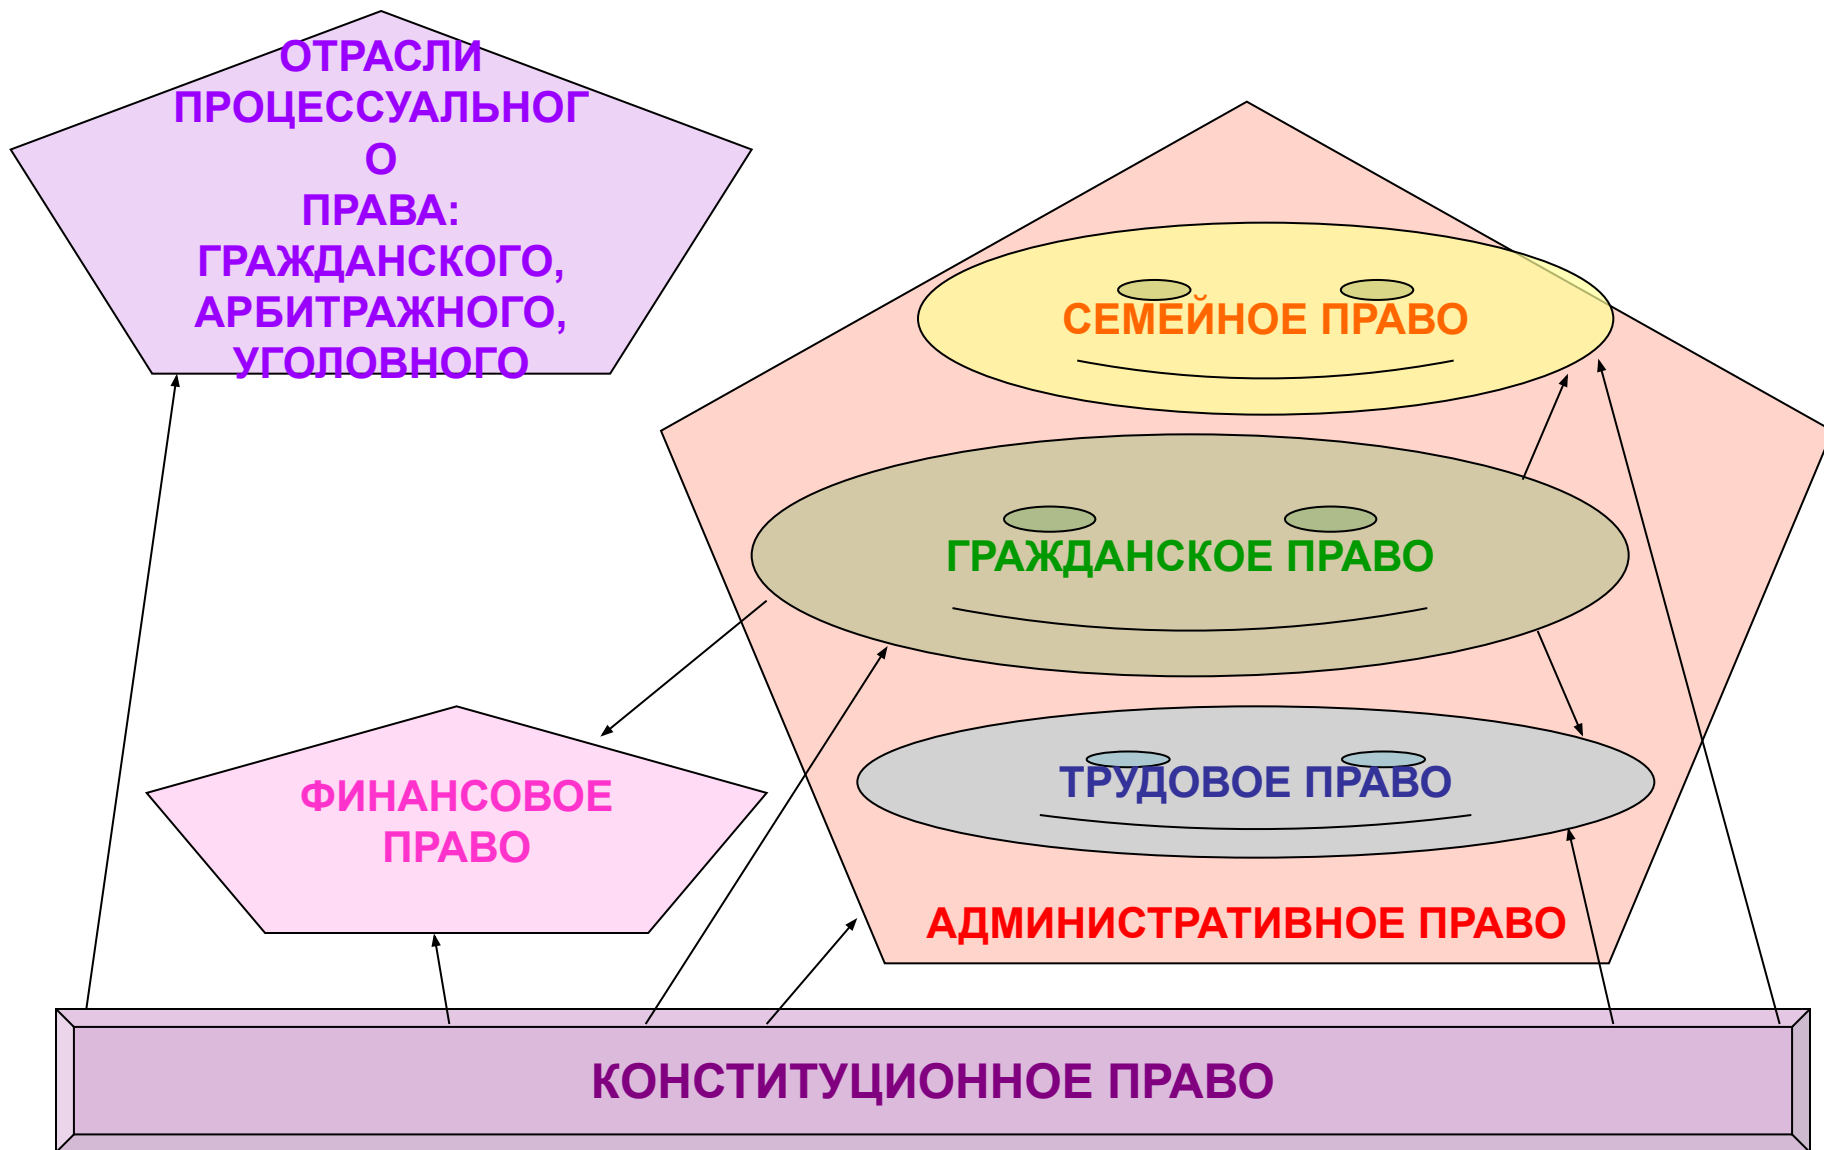 ОТРАСЛИ
ПРОЦЕССУАЛЬНОГ
О
ПРАВА:
ГРАЖДАНСКОГО,
АРБИТРАЖНОГО,
УГОЛОВНОГО
СЕМЕЙНОЕ ПРАВО
ГРАЖДАНСКОЕ ПРАВО
ТРУДОВОЕ ПРАВО
ФИНАНСОВОЕ
ПРАВО
АДМИНИСТРАТИВНОЕ ПРАВО
КОНСТИТУЦИОННОЕ ПРАВО